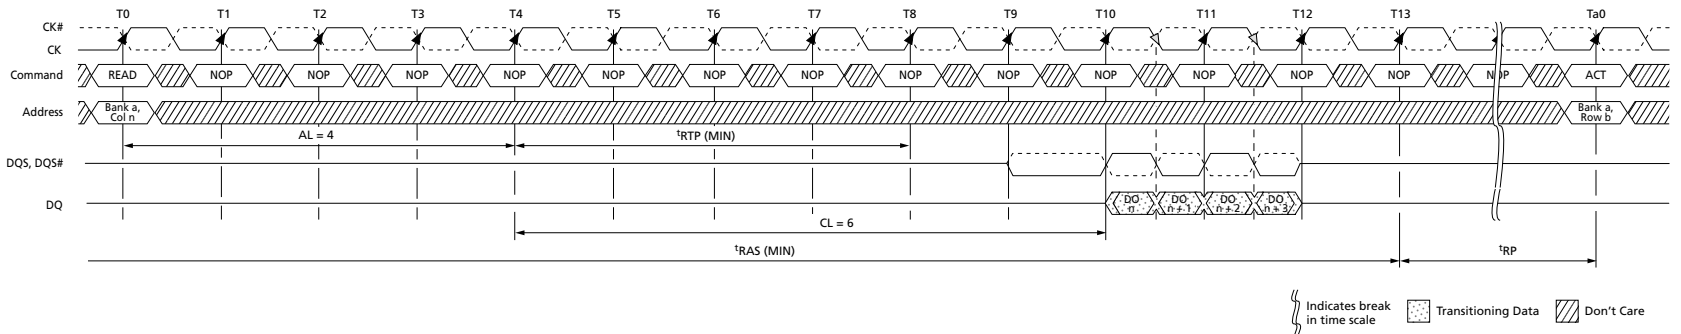 T0 T1 T2 T3 T4 T5 T6 T7 T8 T9 T10 T11 T12 T13 Ta0
CK#
CK
Command READ NOP NOP NOP NOP NOP NOP NOP NOP NOP NOP NOP NOP NOP NOP ACT
Address Bank a, Col n Bank a, Row b
AL = 4 tRTP (MIN)
DQS, DQS#
DQ DO n DO n + 1 DO n + 2 DO n + 3
CL = 6
tRAS (MIN) tRP
Indicates break
in time scale
Transitioning Data
Don't Care